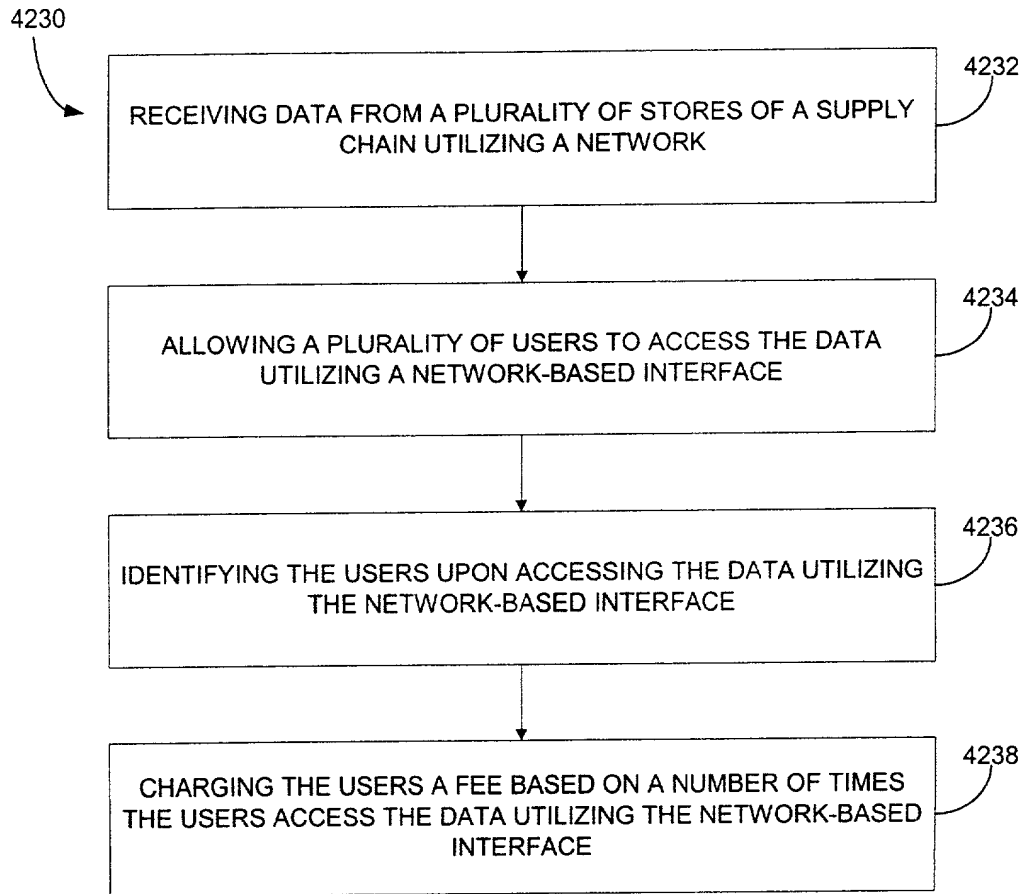 4230
4232
RECEIVING DATA FROM A PLURALITY OF STORES OF A SUPPLY
CHAIN UTILIZING A NETWORK
4234
ALLOWING A PLURALITY OF USERS TO ACCESS THE DATA
UTILIZING A NETWORK-BASED INTERFACE
4236
IDENTIFYING THE USERS UPON ACCESSING THE DATA UTILIZING
THE NETWORK-BASED INTERFACE
4238
CHARGING THE USERS A FEE BASED ON A NUMBER OF TIMES
THE USERS ACCESS THE DATA UTILIZING THE NETWORK-BASED
INTERFACE